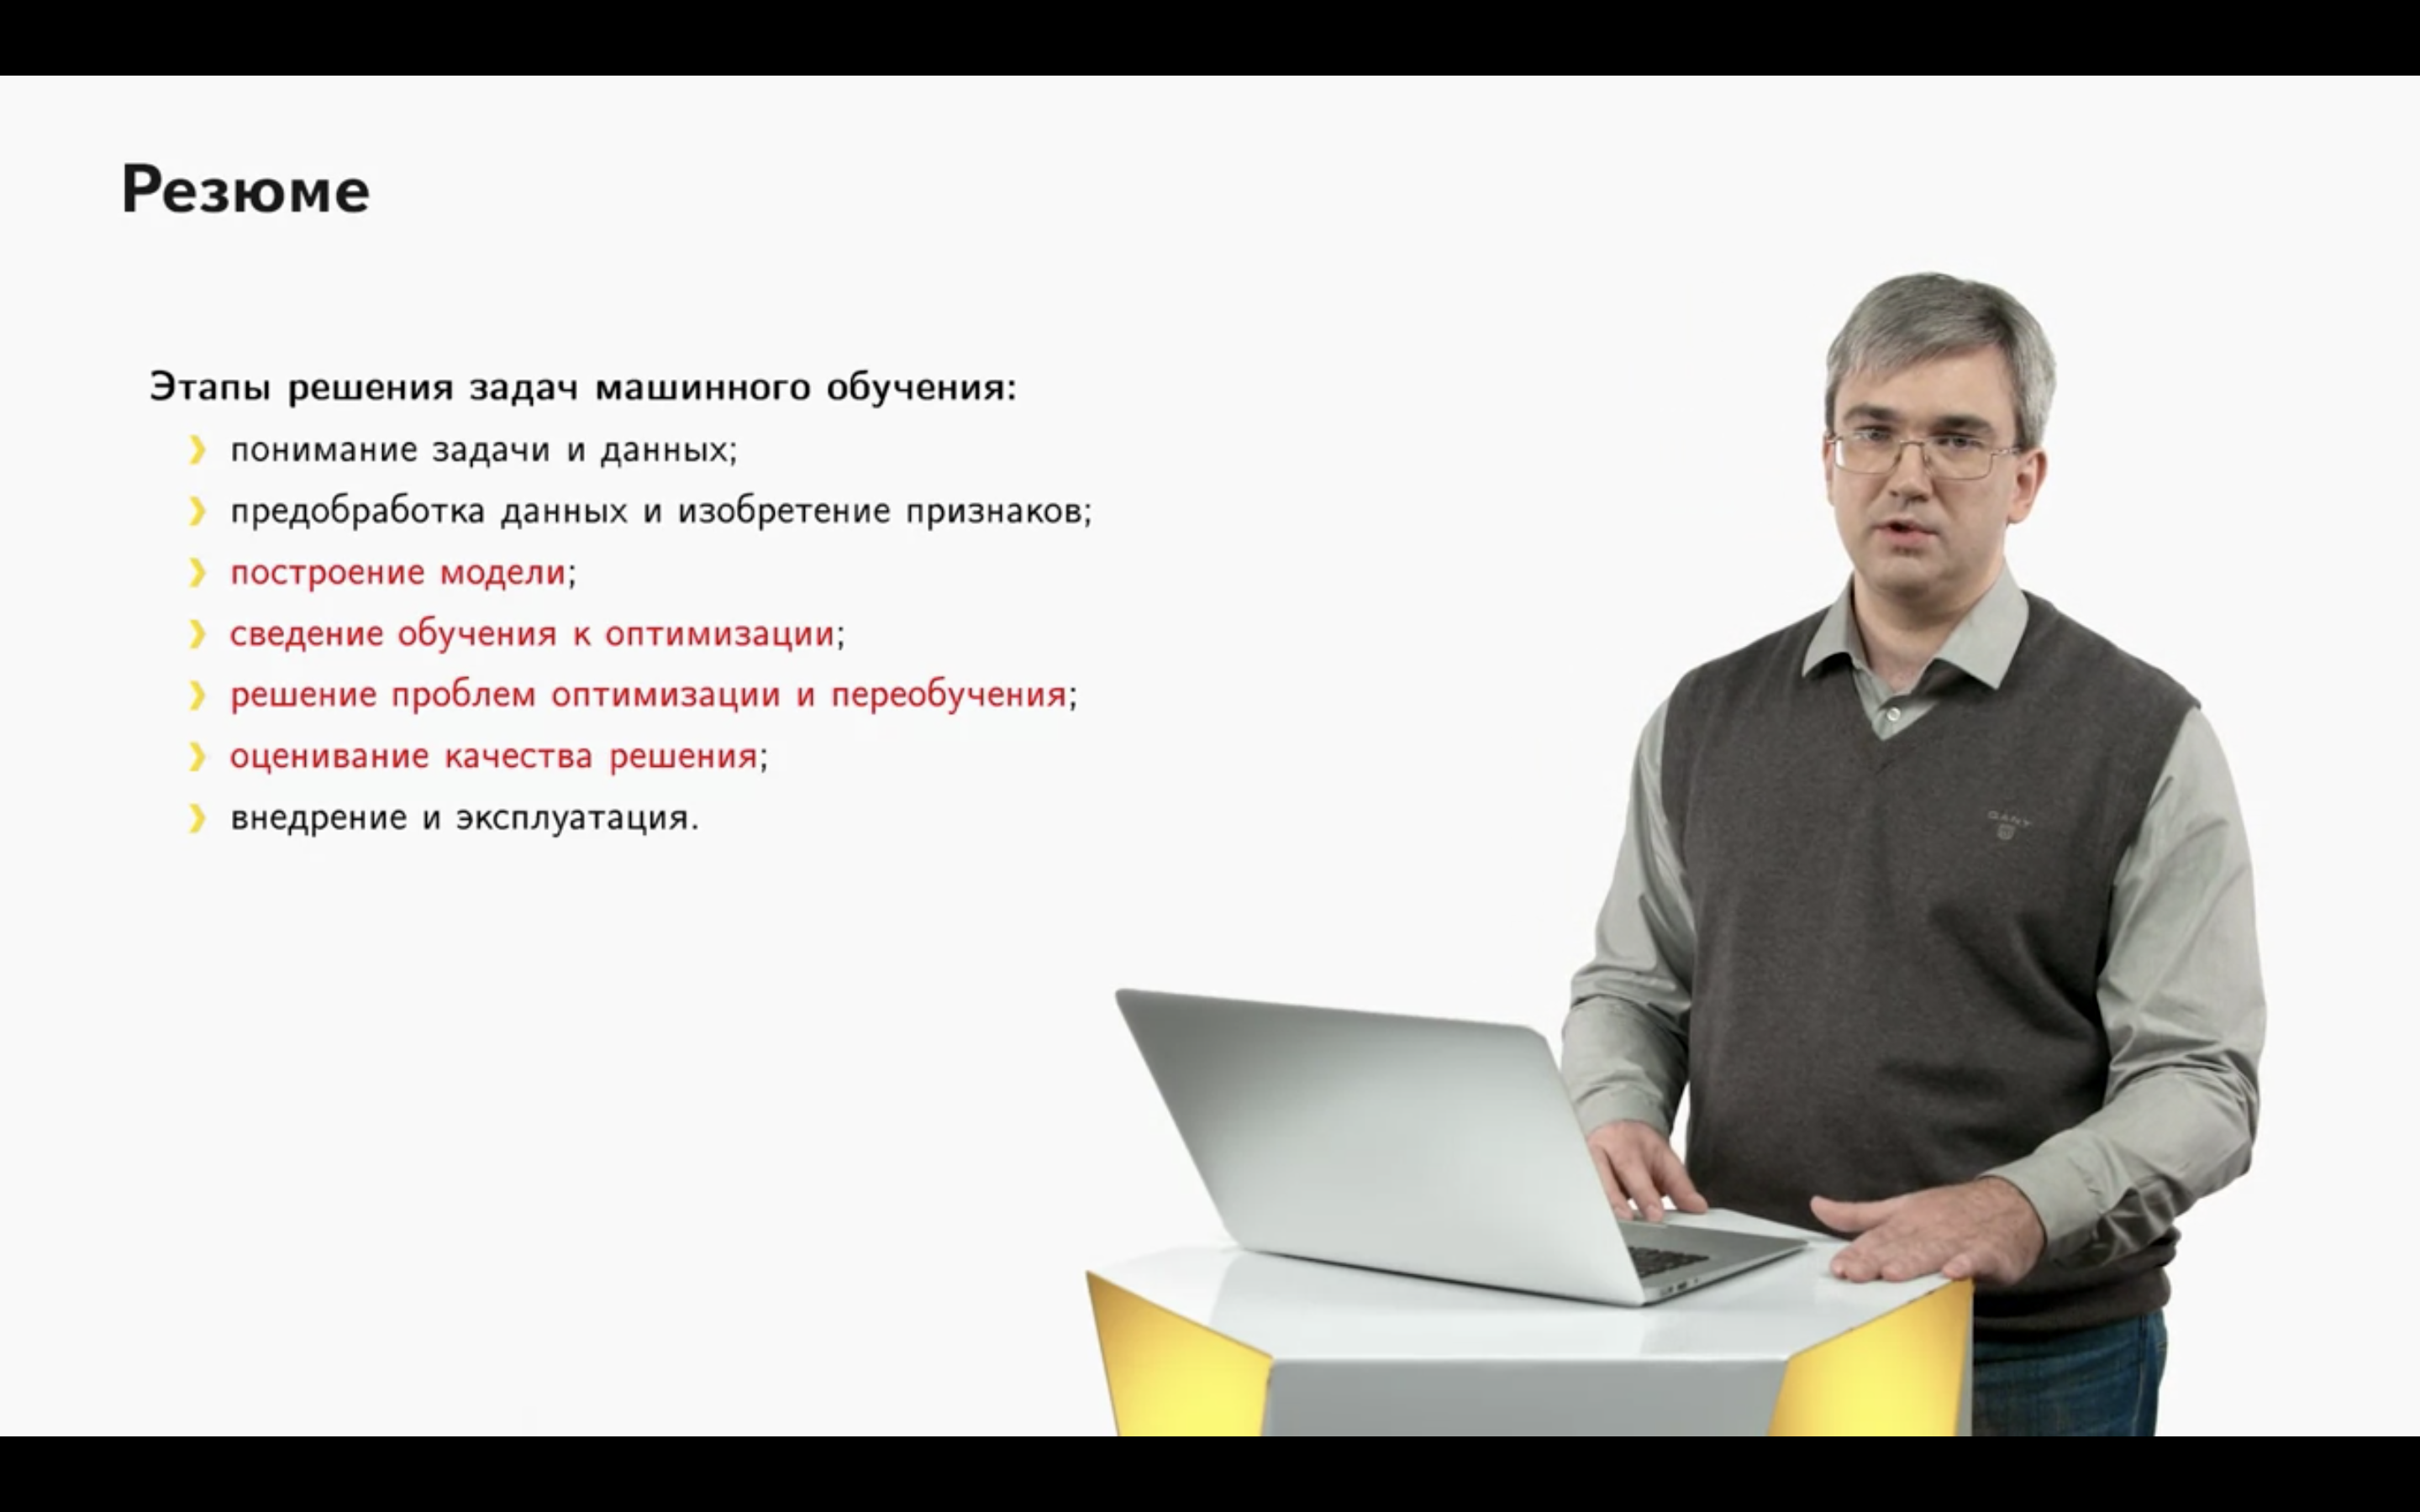 Резюме
Этапы решения задач машинного обучения:
понимание задачи и данных;
предобработка данных и изобретение признаков;
построение модели;
сведение обучения к оптимизации;
решение проблем оптимизации и переобучения;
оценивание качества решения;
внедрение и эксплуатация.